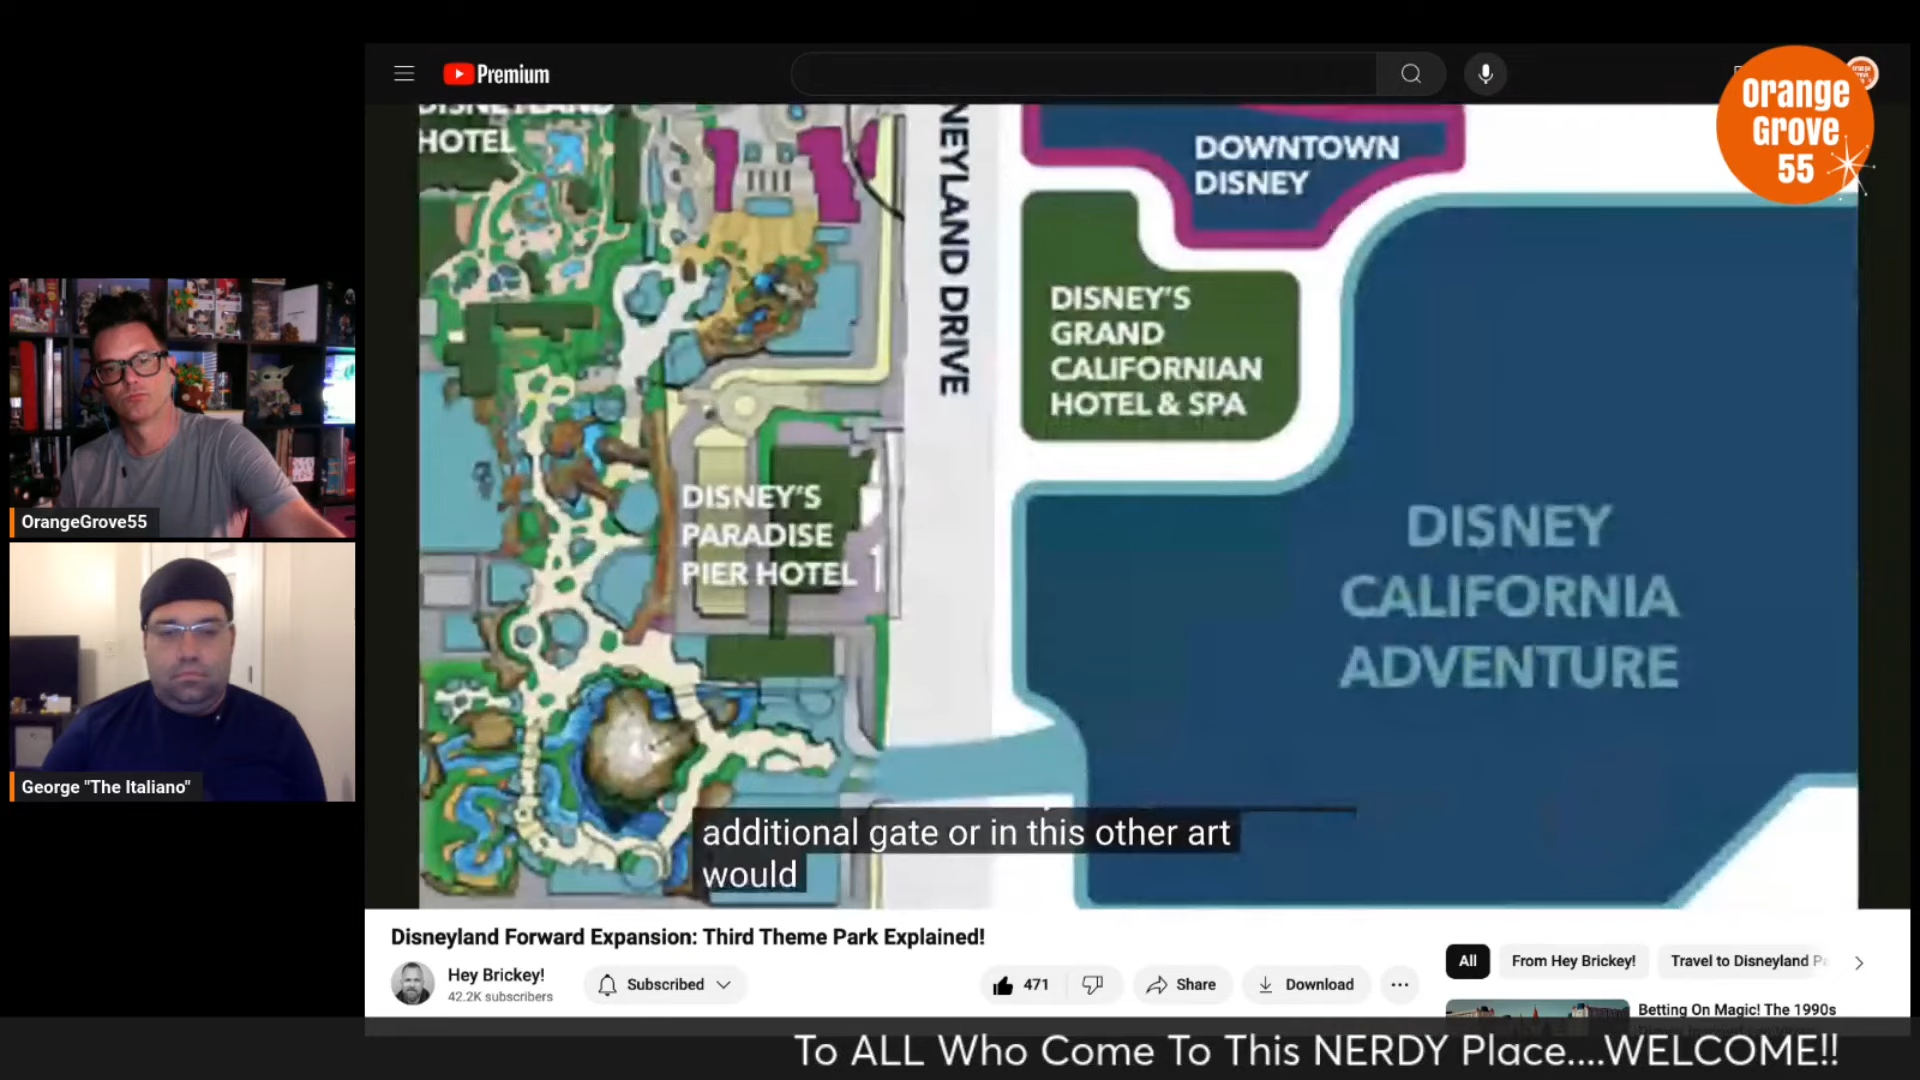 Premium
Orange
Grove
55
DISNEYLAND
HOTEL
NEYLAND DRIVE
DOWNTOWN
DISNEY
DISNEY'S
GRAND
CALIFORNIAN
HOTEL & SPA
DISNEY'S
PARADISE
PIER HOTEL
DISNEY
CALIFORNIA
ADVENTURE
OrangeGrove55
George "The Italiano"
additional gate or in this other art
would
Disneyland Forward Expansion: Third Theme Park Explained!
Hey Brickey!
42.2K subscribers
Subscribed
471
Share
Download
All
From Hey Brickey!
Travel to Disneyland Pa
Betting On Magic! The 1990s
To ALL Who Come To This NERDY Place....WELCOME!!